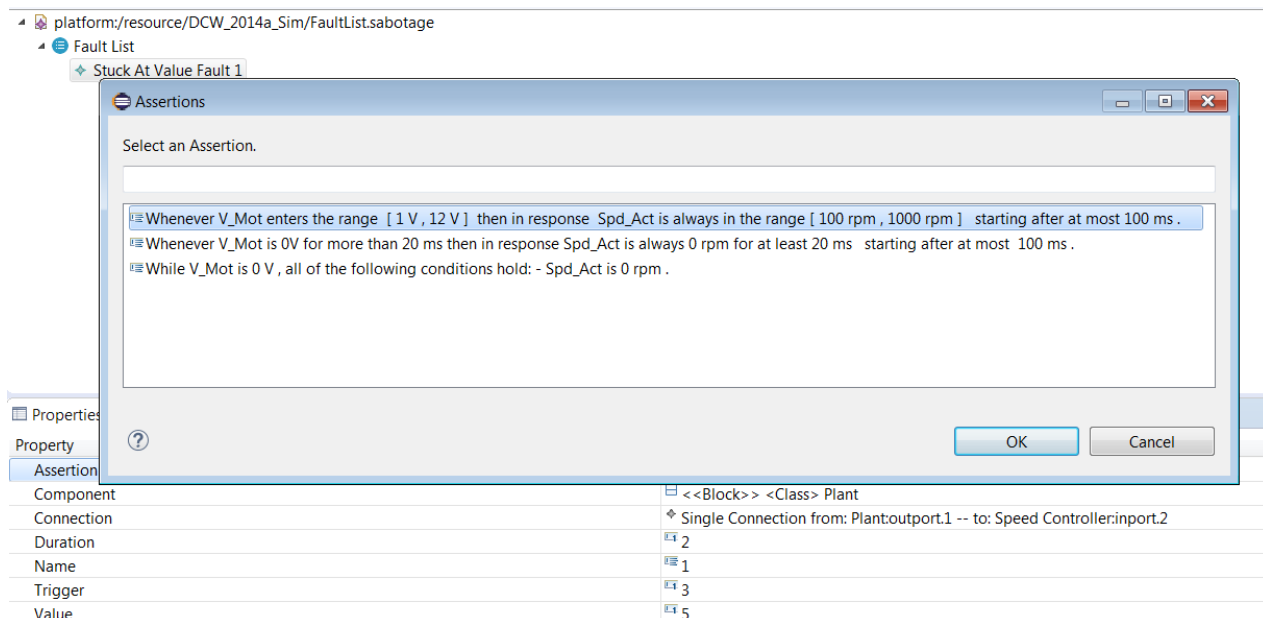 platform:/resource/DCW_2014a_Sim/FaultList.sabotage
Fault List
Stuck At Value Fault 1
Assertions
Select an Assertion.
Whenever V_Mot enters the range [ 1 V , 12 V ] then in response Spd_Act is always in the range [ 100 rpm , 1000 rpm ] starting after at most 100 ms .
Whenever V_Mot is 0V for more than 20 ms then in response Spd_Act is always 0 rpm for at least 20 ms starting after at most 100 ms .
While V_Mot is 0 V , all of the following conditions hold: - Spd_Act is 0 rpm .
OK Cancel
Properties
Property
Assertion
Component <<Block>> <Class> Plant
Connection Single Connection from: Plant:outport.1 -- to: Speed Controller:inport.2
Duration 2
Name 1
Trigger 3
Value 5